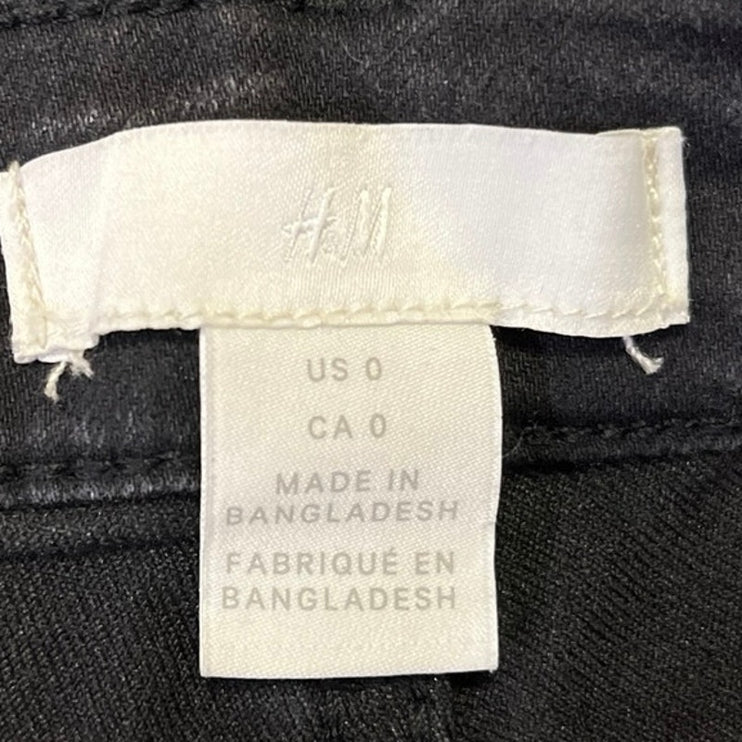 H&M
US 0
CA 0
MADE IN
BANGLADESH
FABRIQUÉ EN
BANGLADESH